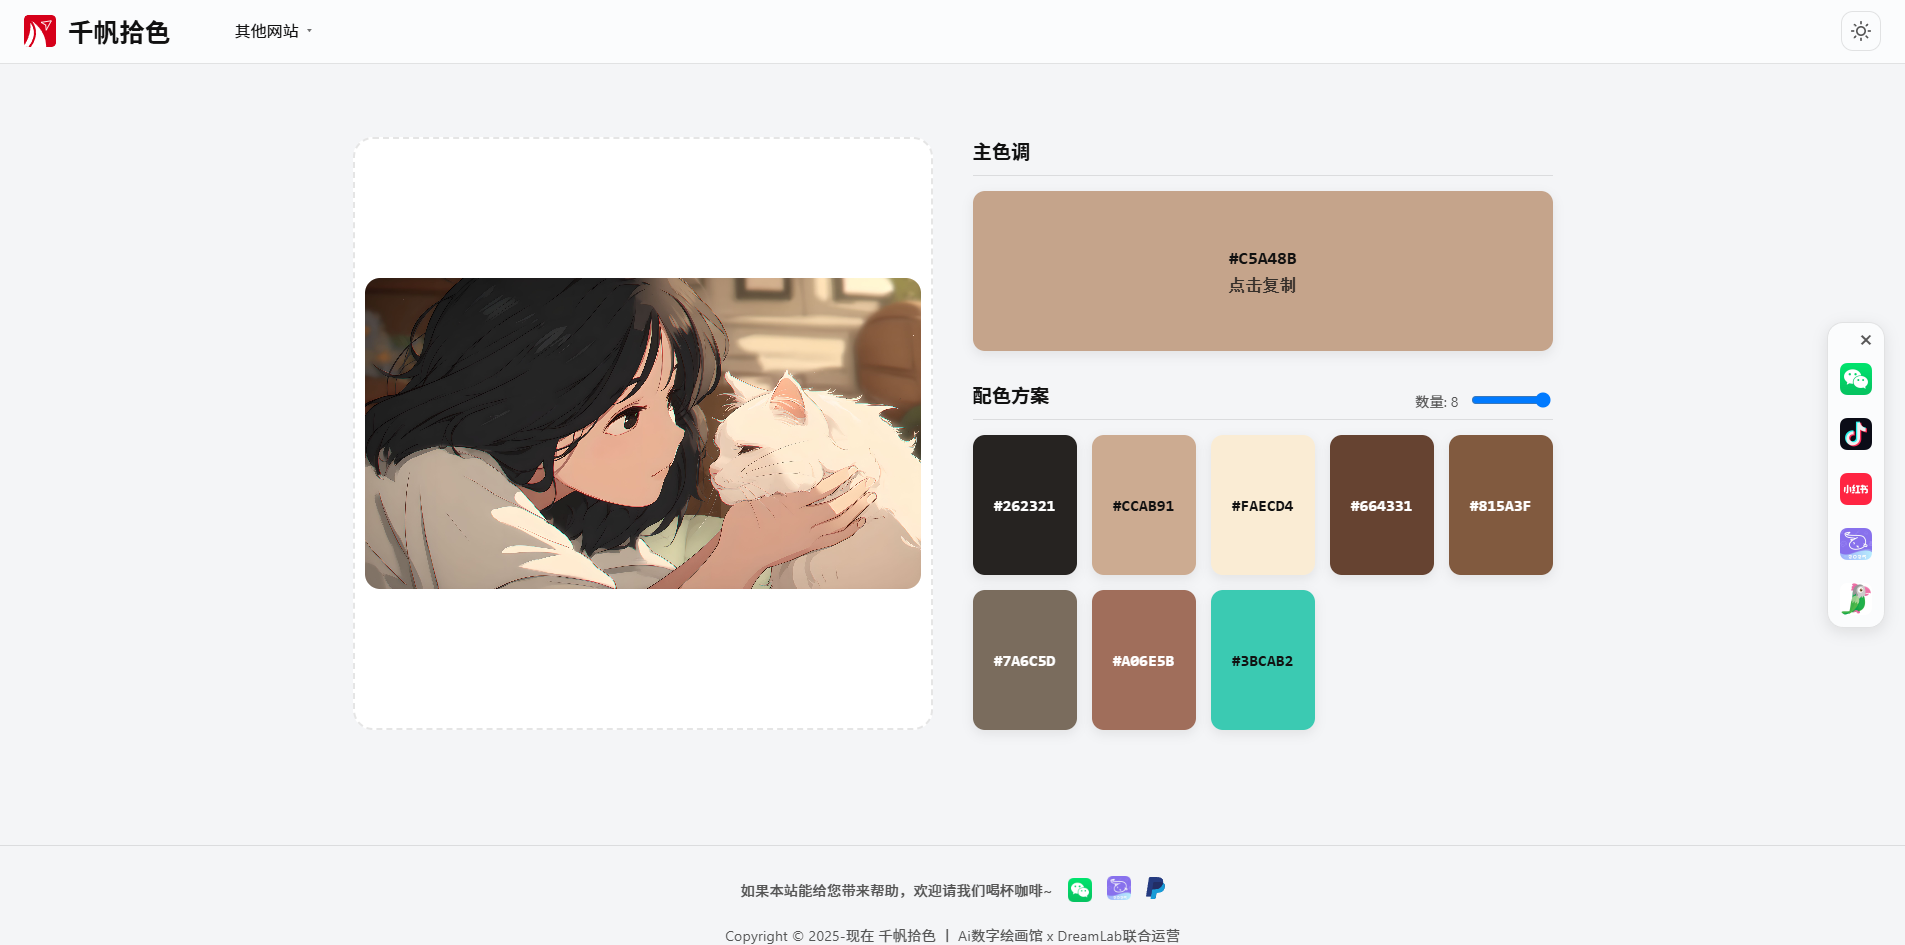 千帆拾色
其他网站
主色调
#C5A48B
点击复制
配色方案
数量: 8
#262321
#CCAB91
#FAECD4
#664331
#815A3F
#7A6C5D
#A06E5B
#3BCAB2
小红书
如果本站能给您带来帮助，欢迎请我们喝杯咖啡~
Copyright © 2025-现在 千帆拾色 丨 Ai数字绘画馆 x DreamLab联合运营